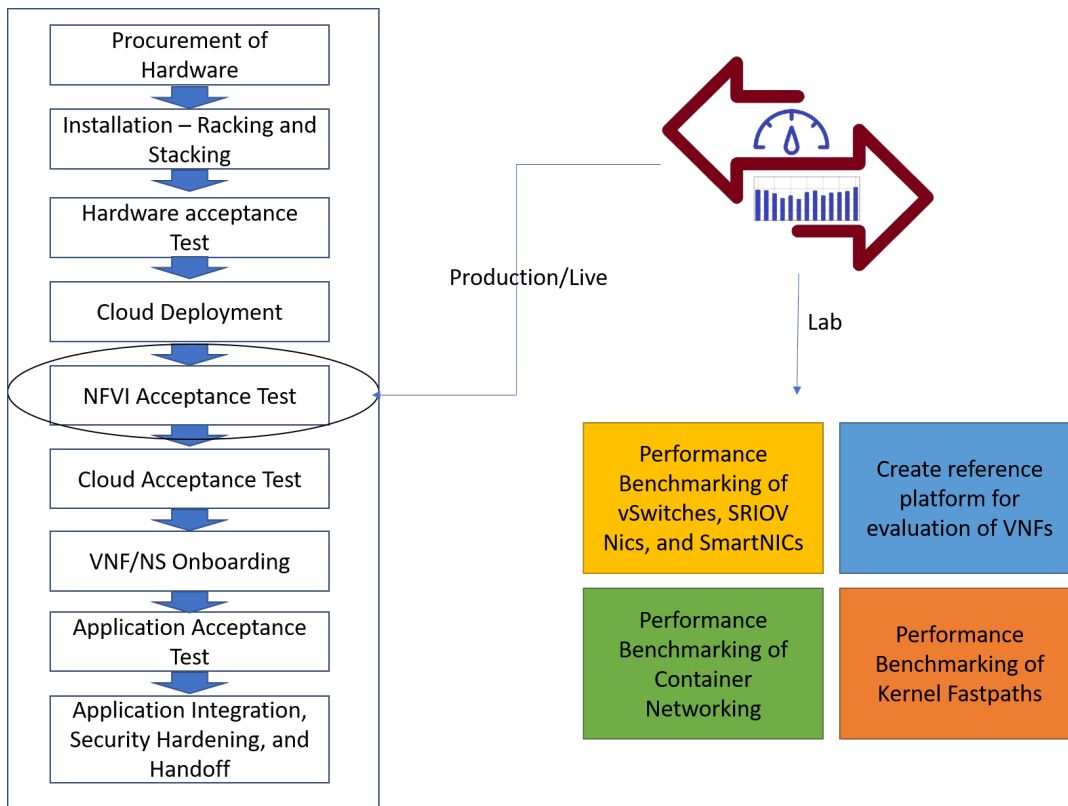 Procurement of
Hardware
Installation – Racking and
Stacking
Hardware acceptance
Test
Cloud Deployment
NFVI Acceptance Test
Cloud Acceptance Test
VNF/NS Onboarding
Application Acceptance
Test
Application Integration,
Security Hardening, and
Handoff
Production/Live
Lab
Performance
Benchmarking of
vSwitches, SRIOV
Nics, and SmartNICs
Create reference
platform for
evaluation of VNFs
Performance
Benchmarking of
Container
Networking
Performance
Benchmarking of
Kernel Fastpaths